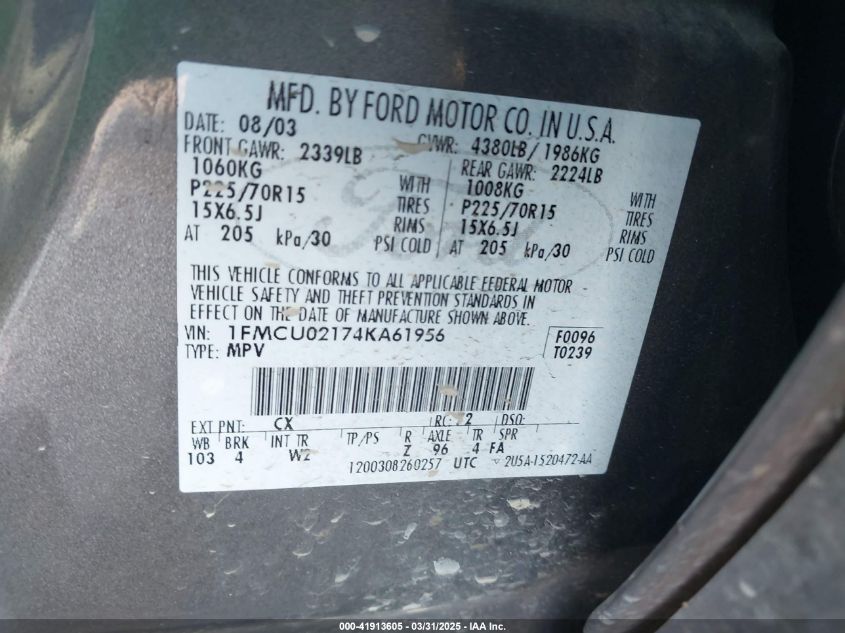 MFD. BY FORD MOTOR CO. IN U.S.A.
DATE: 08/03 GVWR: 4380LB/ 1986KG
FRONT GAWR: 2339LB REAR GAWR: 2224LB
1060KG WITH 1008KG WITH
P225/70R15 TIRES P225/70R15 TIRES
15X6.5J RIMS 15X6.5J RIMS
AT 205 kPa/30 PSI COLD AT 205 kPa/30 PSI COLD
THIS VEHICLE CONFORMS TO ALL APPLICABLE FEDERAL MOTOR
VEHICLE SAFETY AND THEFT PREVENTION STANDARDS IN
EFFECT ON THE DATE OF MANUFACTURE SHOWN ABOVE.
VIN: 1FMCU02174KA61956 F0096
TYPE: MPV T0239
EXT PNT: CX RC: 2 DSO:
WB BRK INT TR TP/PS R AXLE TR SPR
103 4 W2 Z 96 4 FA
1200308260257 UTC 2U5A-1520472-AA
Ford
000-41913605 - 03/31/2025 - IAA Inc.